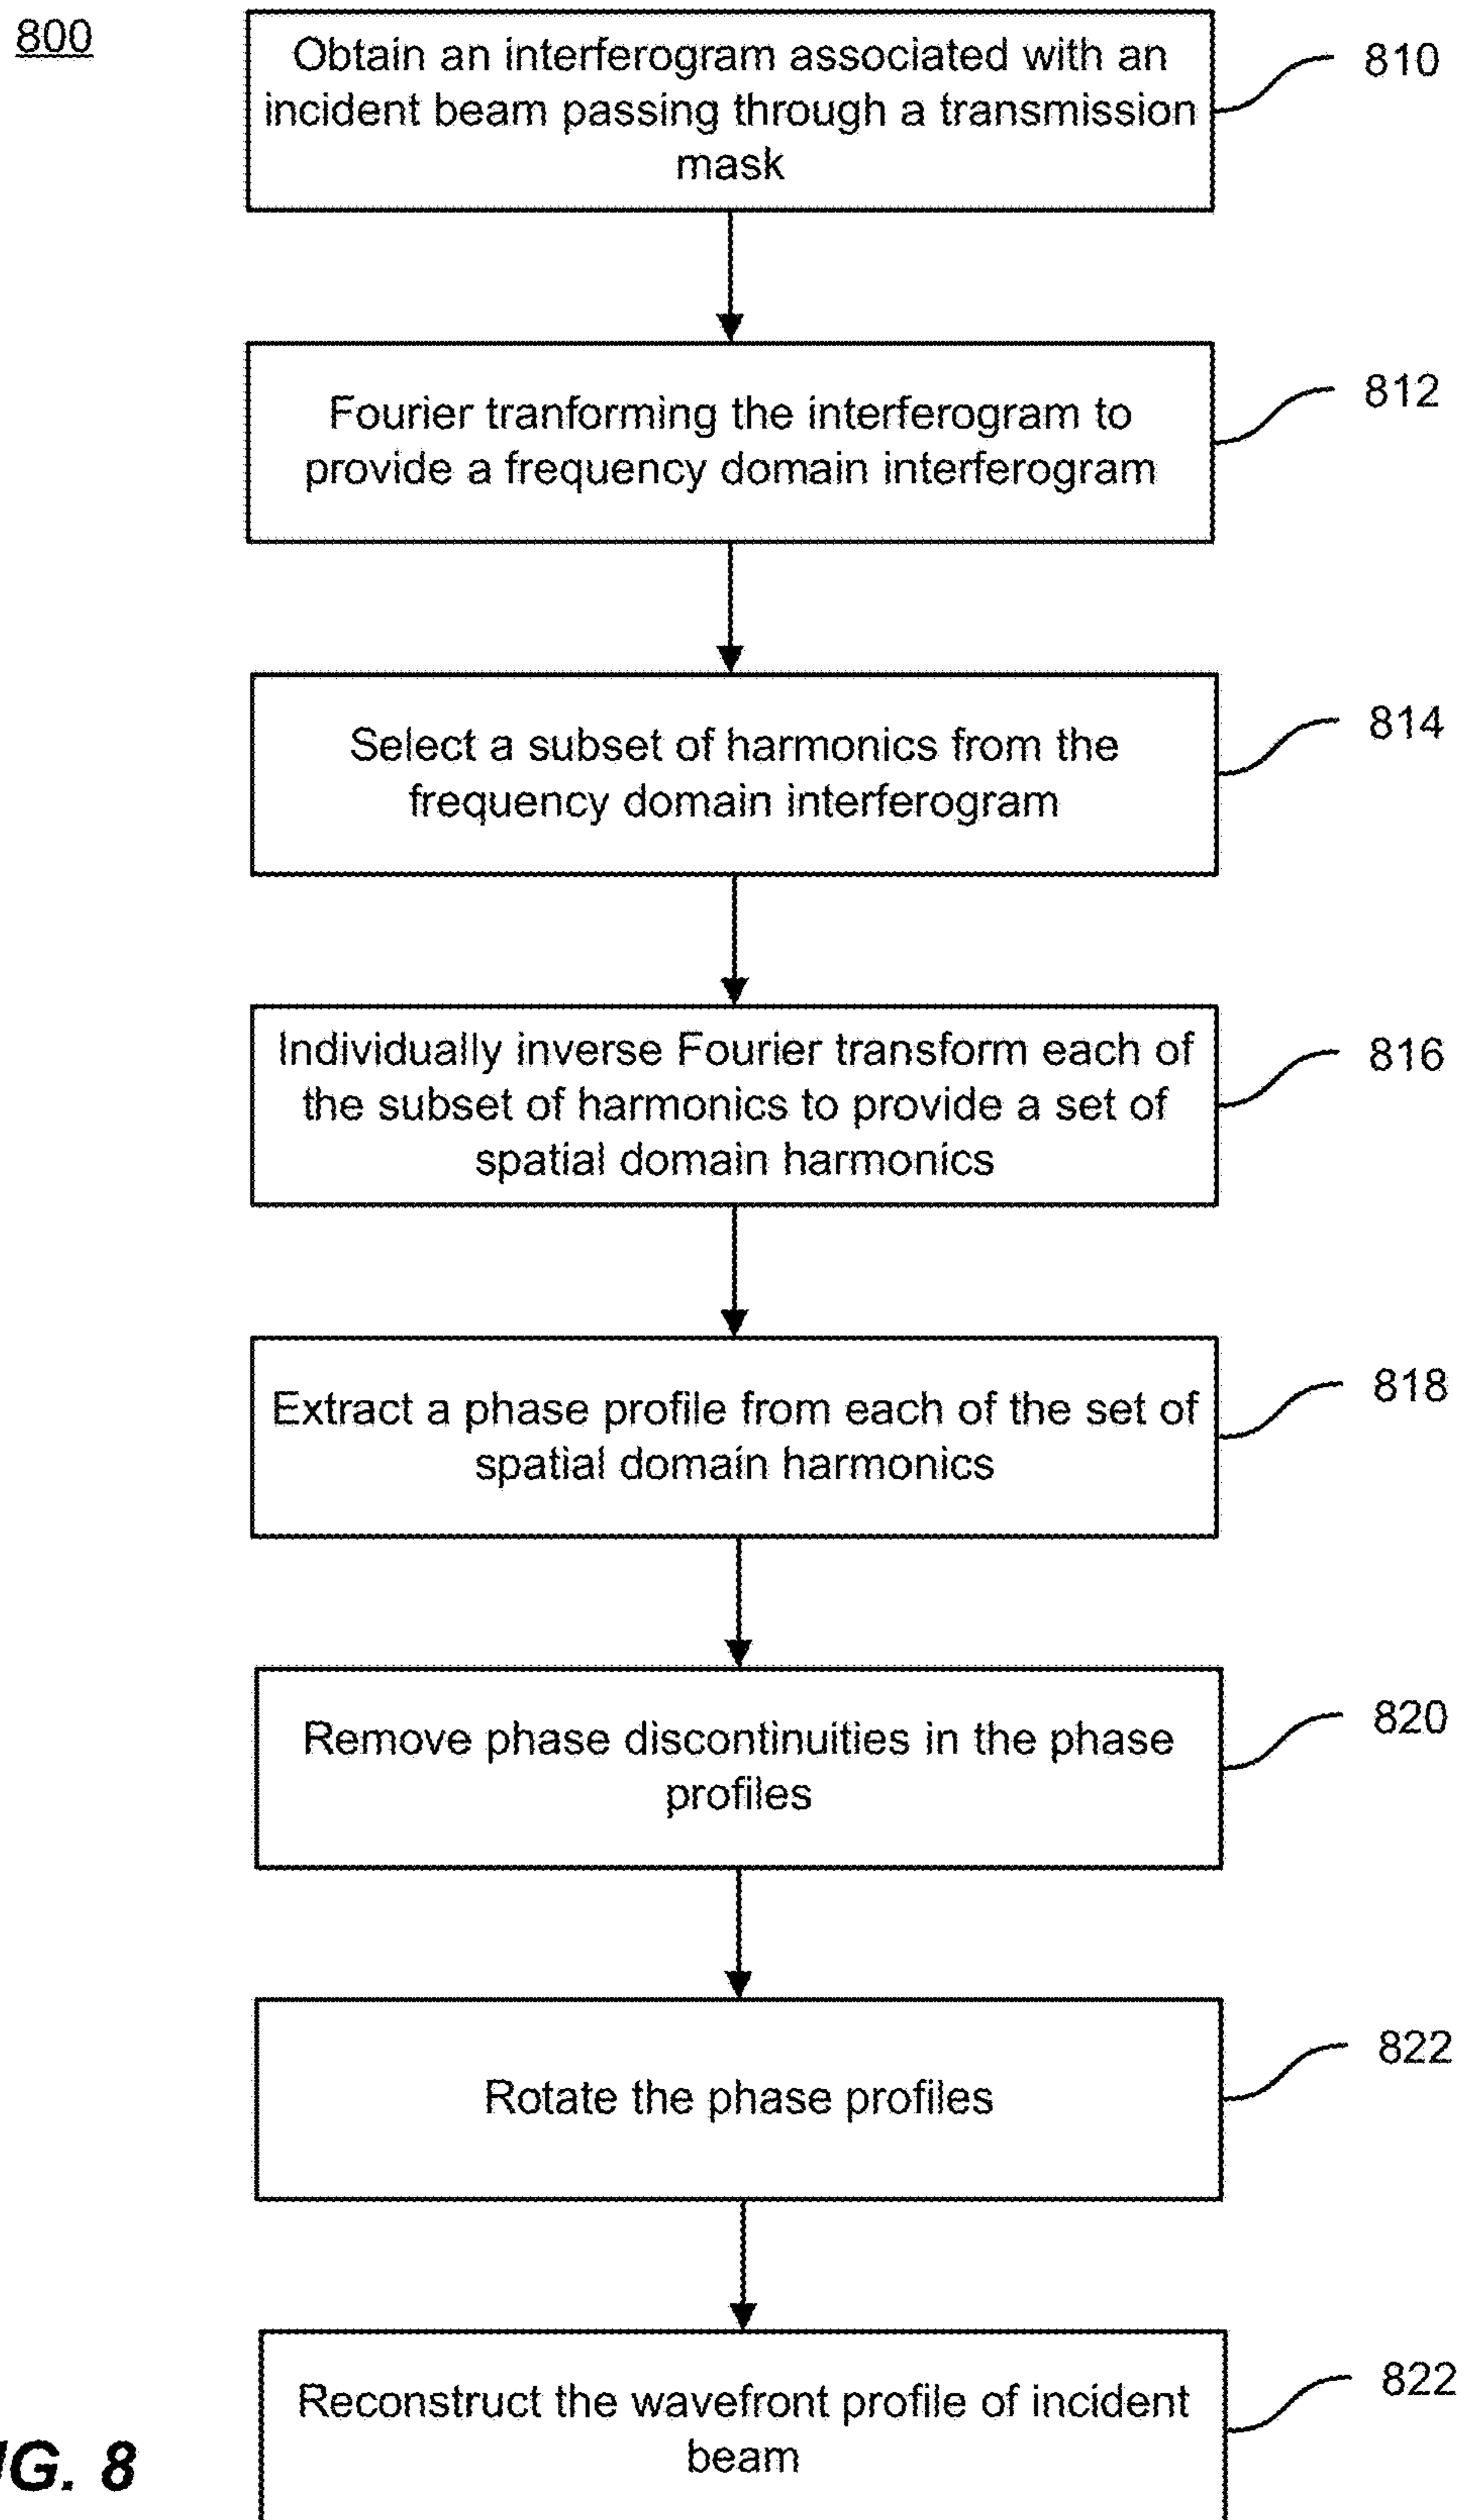 800
Obtain an interferogram associated with an
incident beam passing through a transmission
mask
810
Fourier tranforming the interferogram to
provide a frequency domain interferogram
812
Select a subset of harmonics from the
frequency domain interferogram
814
Individually inverse Fourier transform each of
the subset of harmonics to provide a set of
spatial domain harmonics
816
Extract a phase profile from each of the set of
spatial domain harmonics
818
Remove phase discontinuities in the phase
profiles
820
Rotate the phase profiles
822
Reconstruct the wavefront profile of incident
beam
822
G. 8